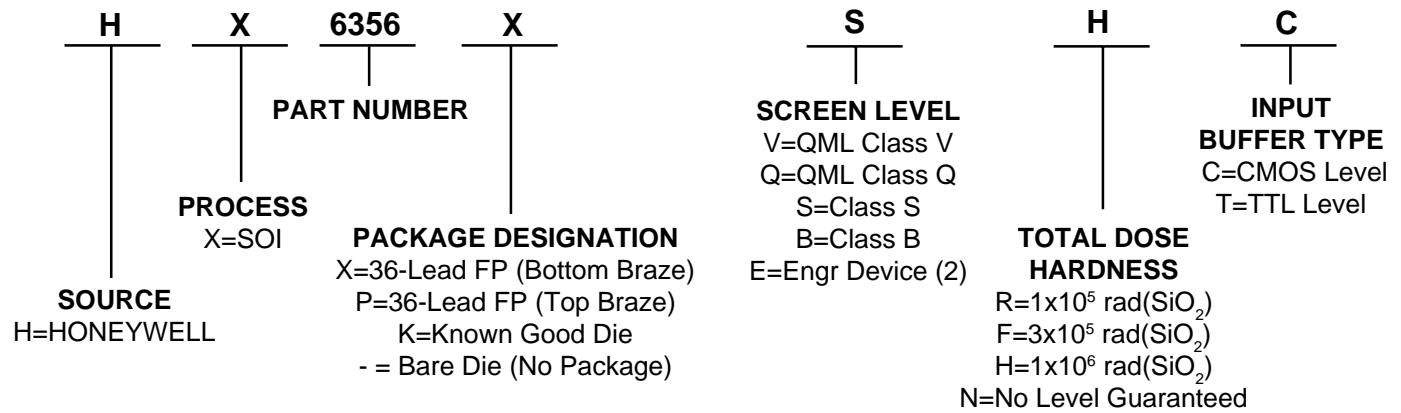 H X 6356 X S H C
PART NUMBER
PROCESS
X=SOI
SOURCE
H=HONEYWELL
PACKAGE DESIGNATION
X=36-Lead FP (Bottom Braze)
P=36-Lead FP (Top Braze)
K=Known Good Die
- = Bare Die (No Package)
SCREEN LEVEL
V=QML Class V
Q=QML Class Q
S=Class S
B=Class B
E=Engr Device (2)
TOTAL DOSE
HARDNESS
R=1x10⁵ rad(SiO₂)
F=3x10⁵ rad(SiO₂)
H=1x10⁶ rad(SiO₂)
N=No Level Guaranteed
INPUT
BUFFER TYPE
C=CMOS Level
T=TTL Level